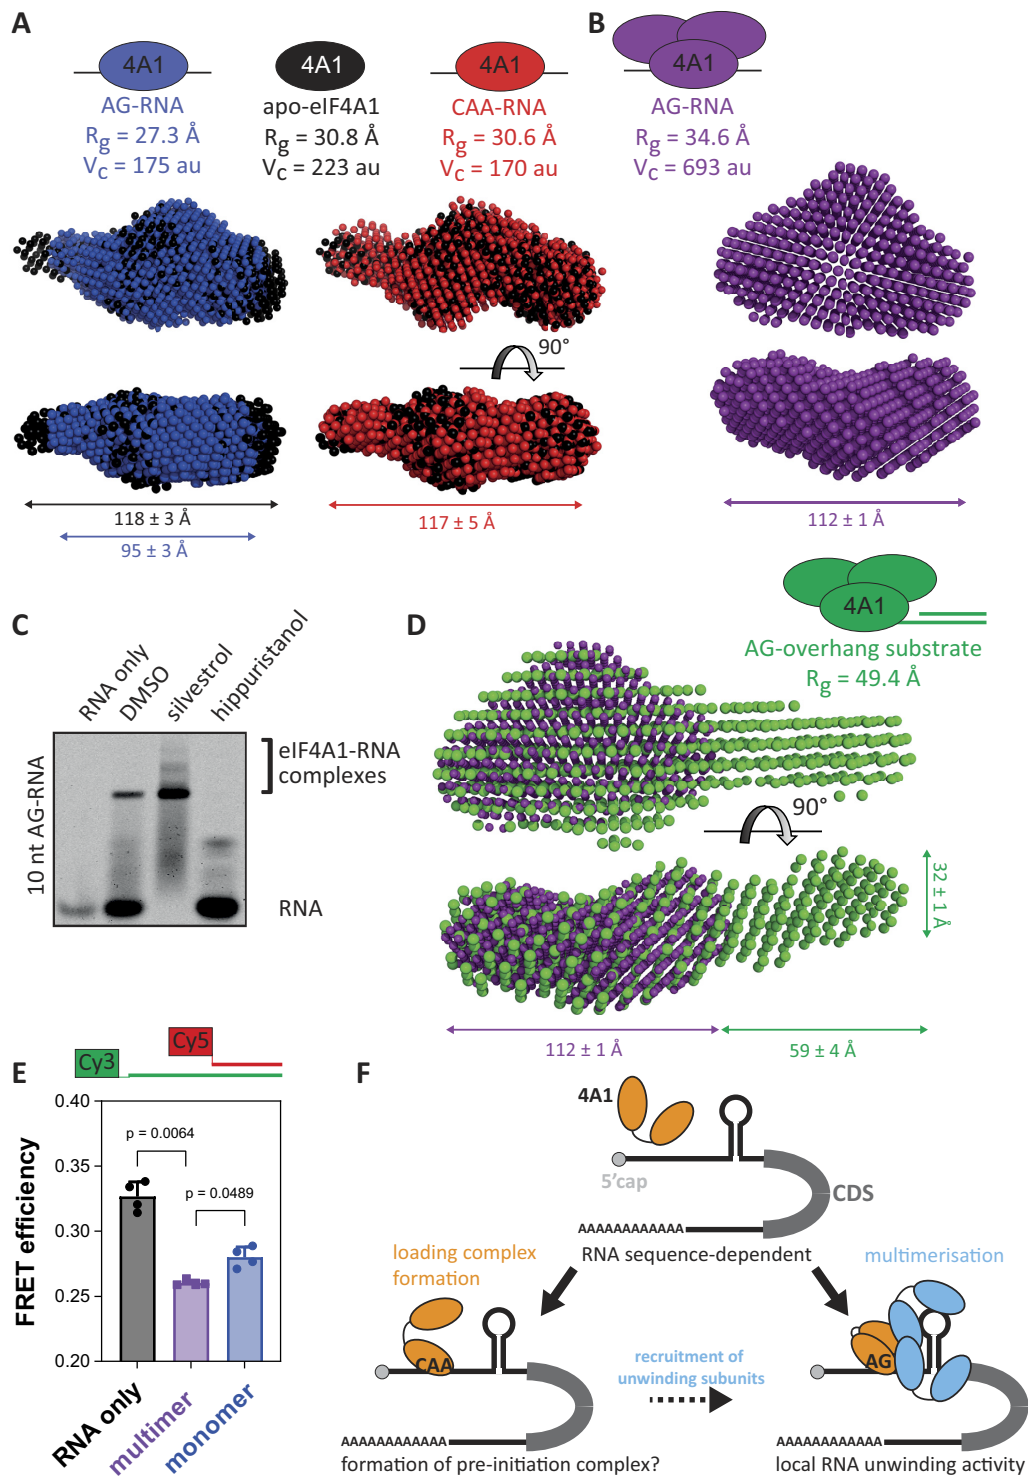 A
4A1
AG-RNA
Rg = 27.3 Å
Vc = 175 au
4A1
apo-eIF4A1
Rg = 30.8 Å
Vc = 223 au
4A1
CAA-RNA
Rg = 30.6 Å
Vc = 170 au
90°
118 ± 3 Å
95 ± 3 Å
117 ± 5 Å
B
4A1
AG-RNA
Rg = 34.6 Å
Vc = 693 au
112 ± 1 Å
C
RNA only
DMSO
silvestrol
hippuristanol
10 nt AG-RNA
eIF4A1-RNA
complexes
RNA
D
4A1
AG-overhang substrate
Rg = 49.4 Å
90°
32 ± 1 Å
112 ± 1 Å
59 ± 4 Å
E
Cy3
Cy5
FRET efficiency
0.40
0.35
0.30
0.25
0.20
p = 0.0064
p = 0.0489
RNA only
multimer
monomer
F
4A1
5'cap
CDS
AAAAAAAAAAAA
RNA sequence-dependent
loading complex
formation
multimerisation
CAA
AG
recruitment of
unwinding subunits
AAAAAAAAAAAA
formation of pre-initiation complex?
AAAAAAAAAAAA
local RNA unwinding activity